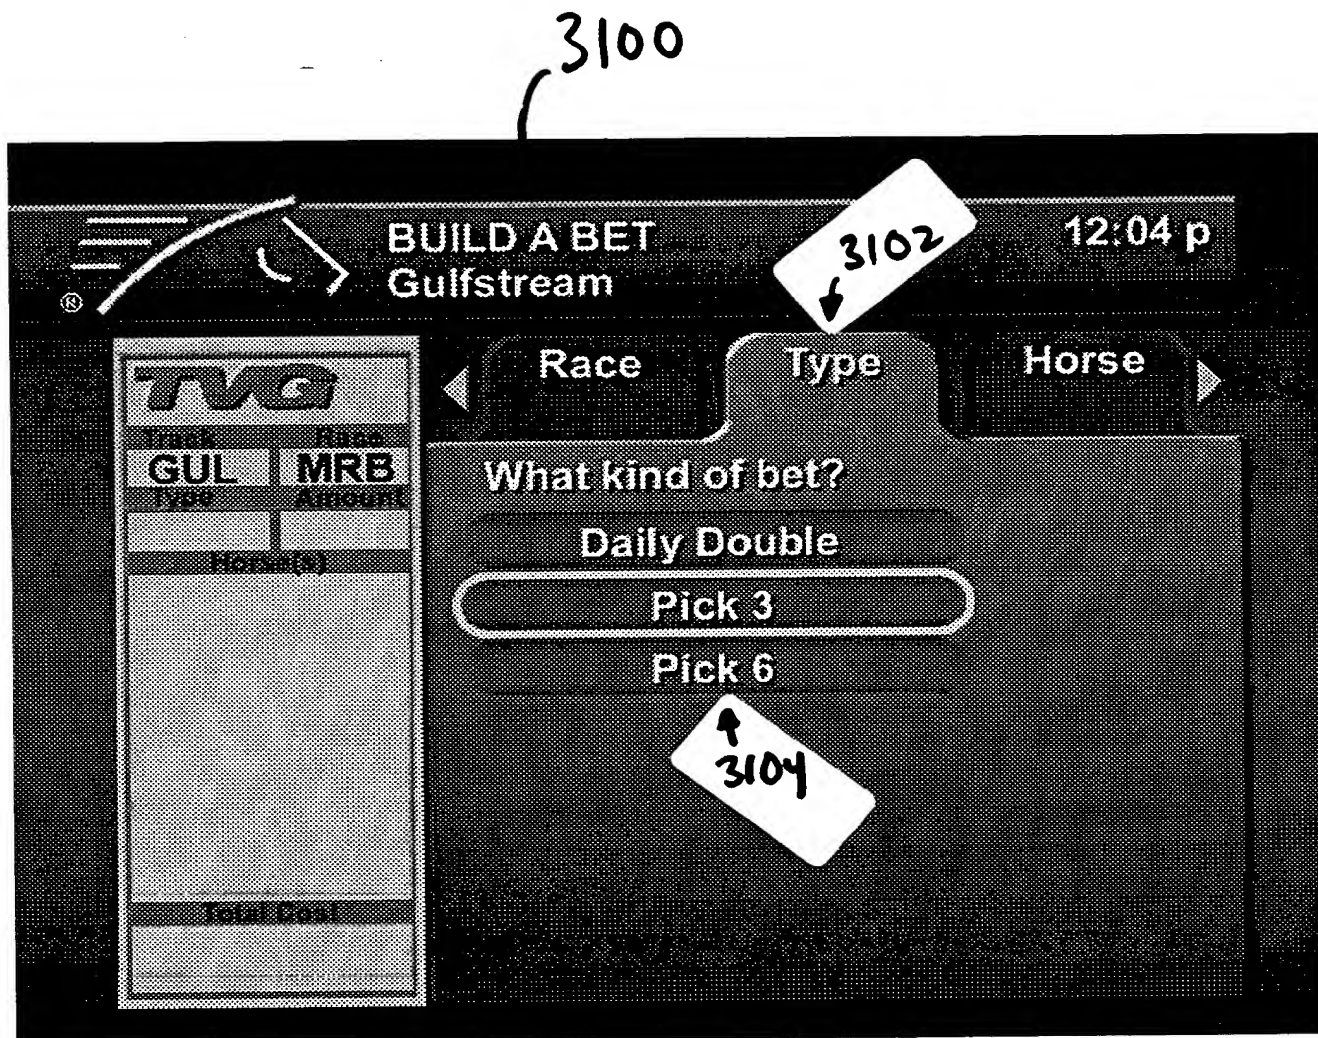 3100
BUILD A BET
Gulfstream
12:04 p
3102
®
Race
Type
Horse
TVG
Track Race
GUL MRB
Type Amount
Horse(s)
Total Cost
What kind of bet?
Daily Double
Pick 3
Pick 6
3104